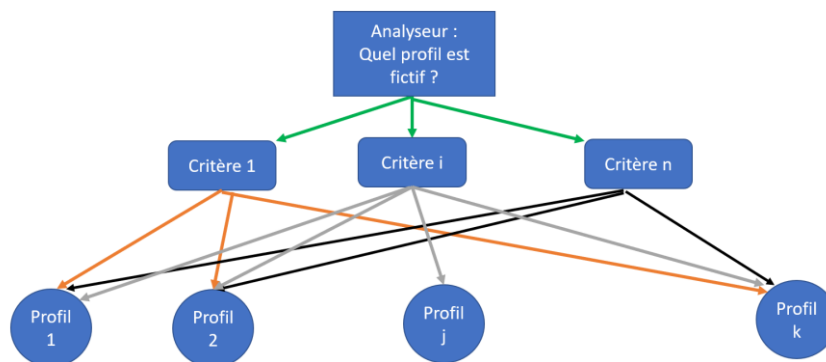 Analyseur :
Quel profil est
fictif ?
Critère 1
Critère i
Critère n
Profil
1
Profil
2
Profil
j
Profil
k